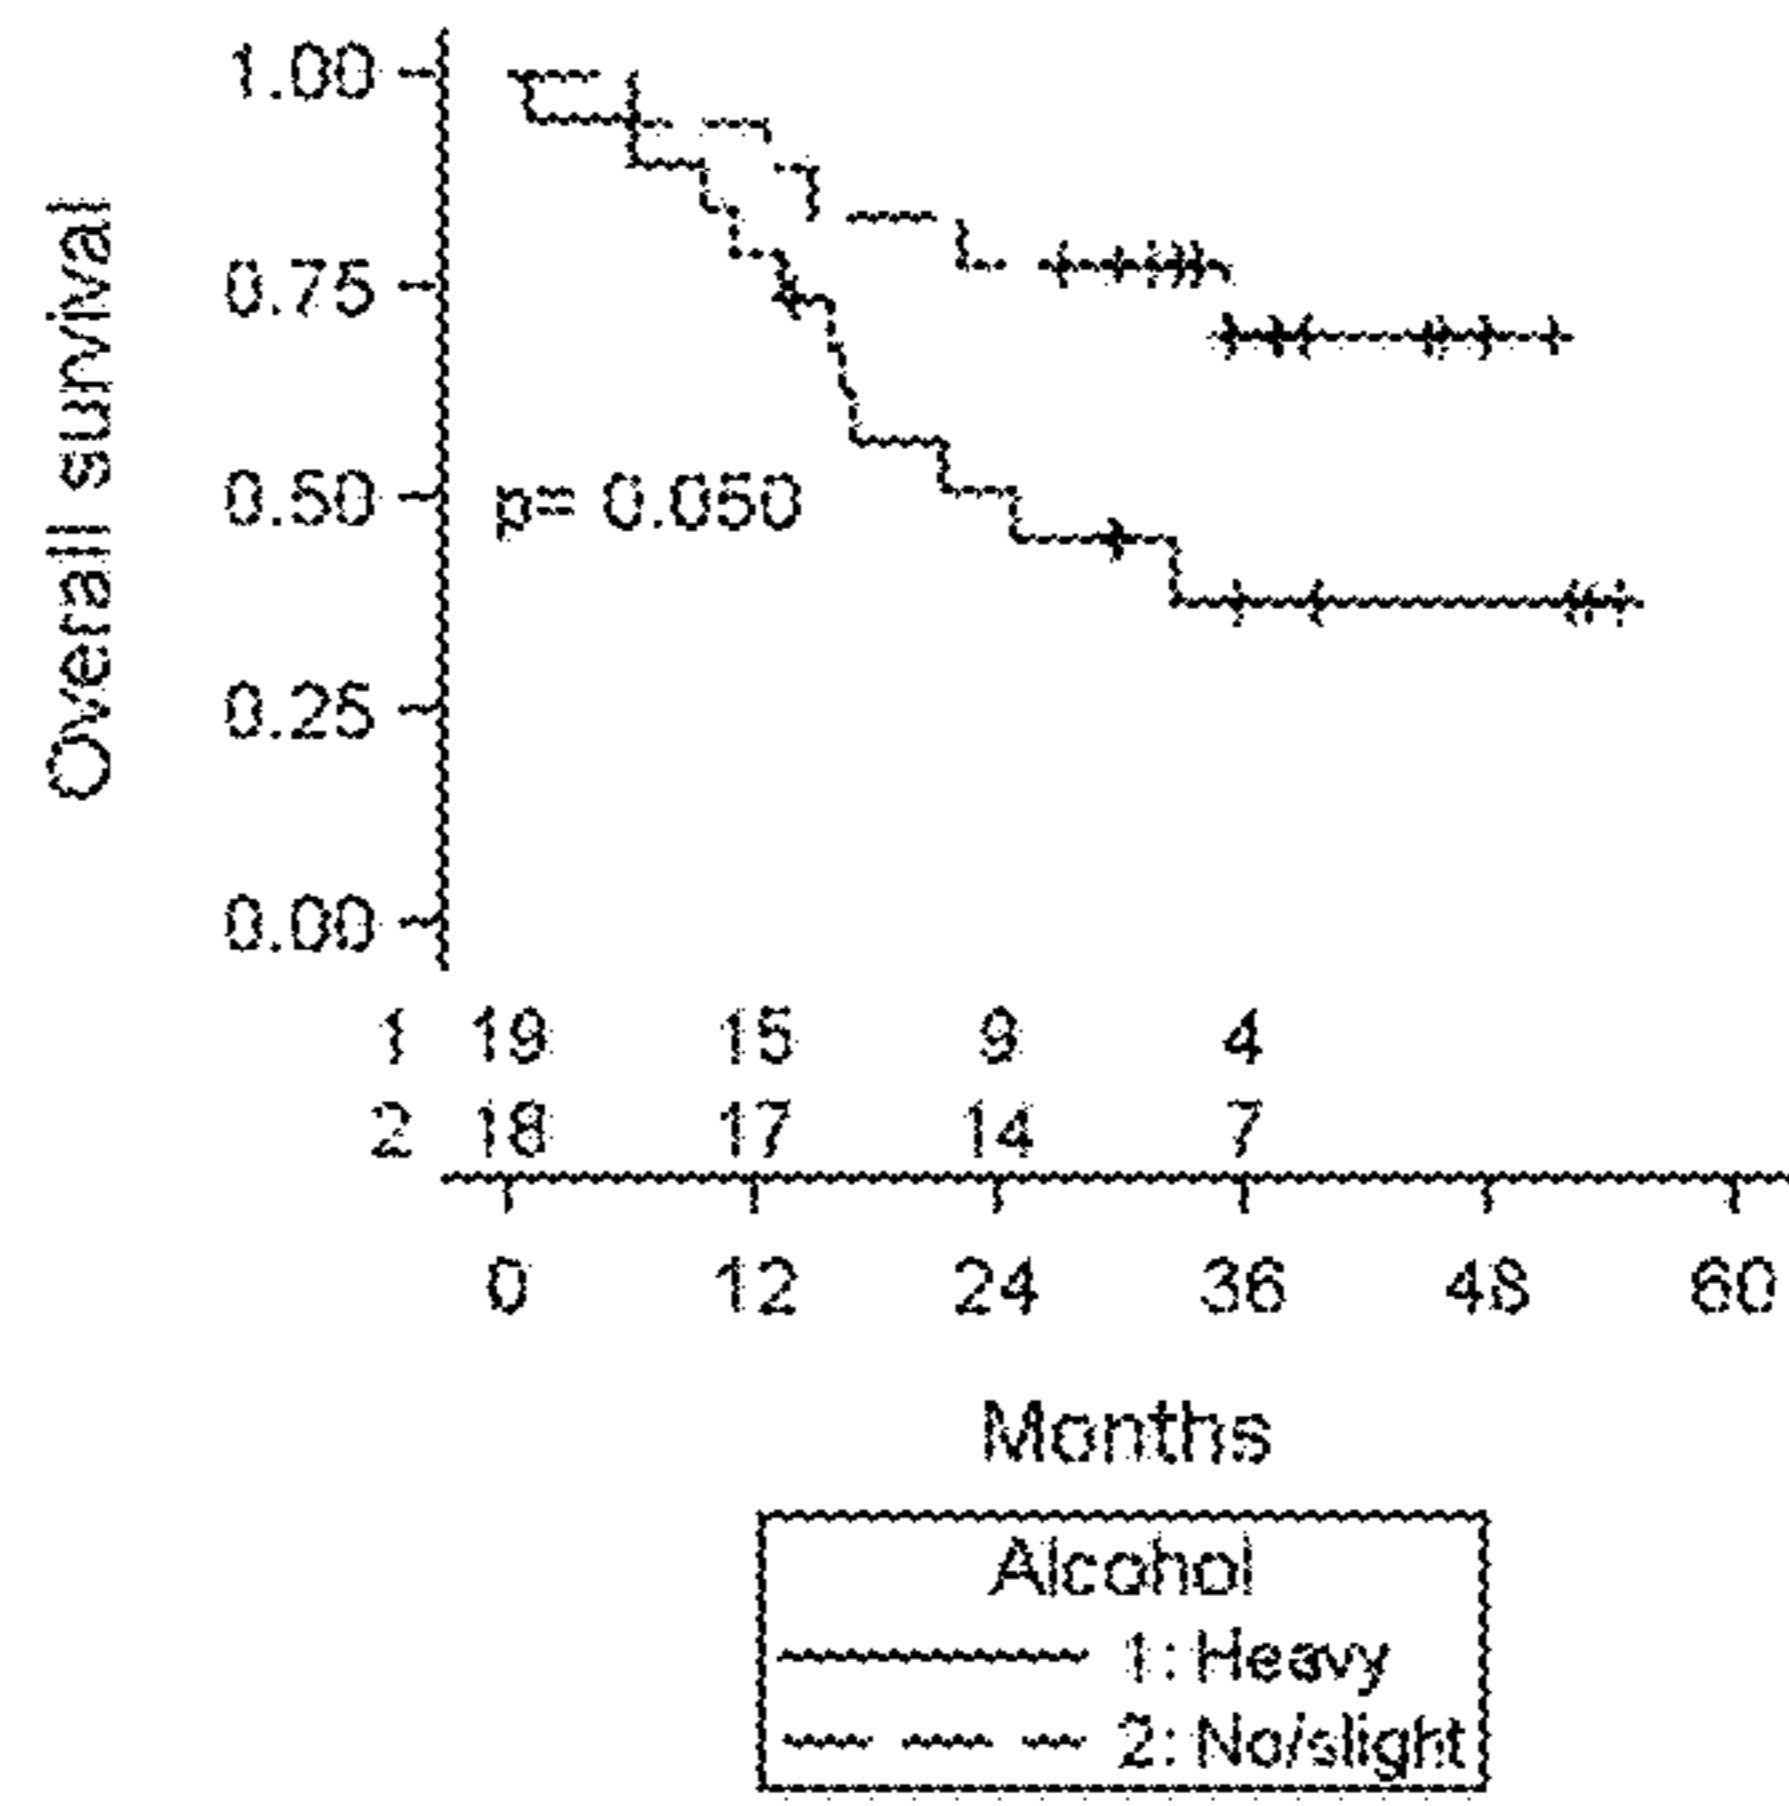 Overall survival
1.00
0.75
0.50
0.25
0.00
p= 0.050
1 19 15 9 4
2 18 17 14 7
0 12 24 36 48 60
Months
Alcohol
1: Heavy
2: No/slight